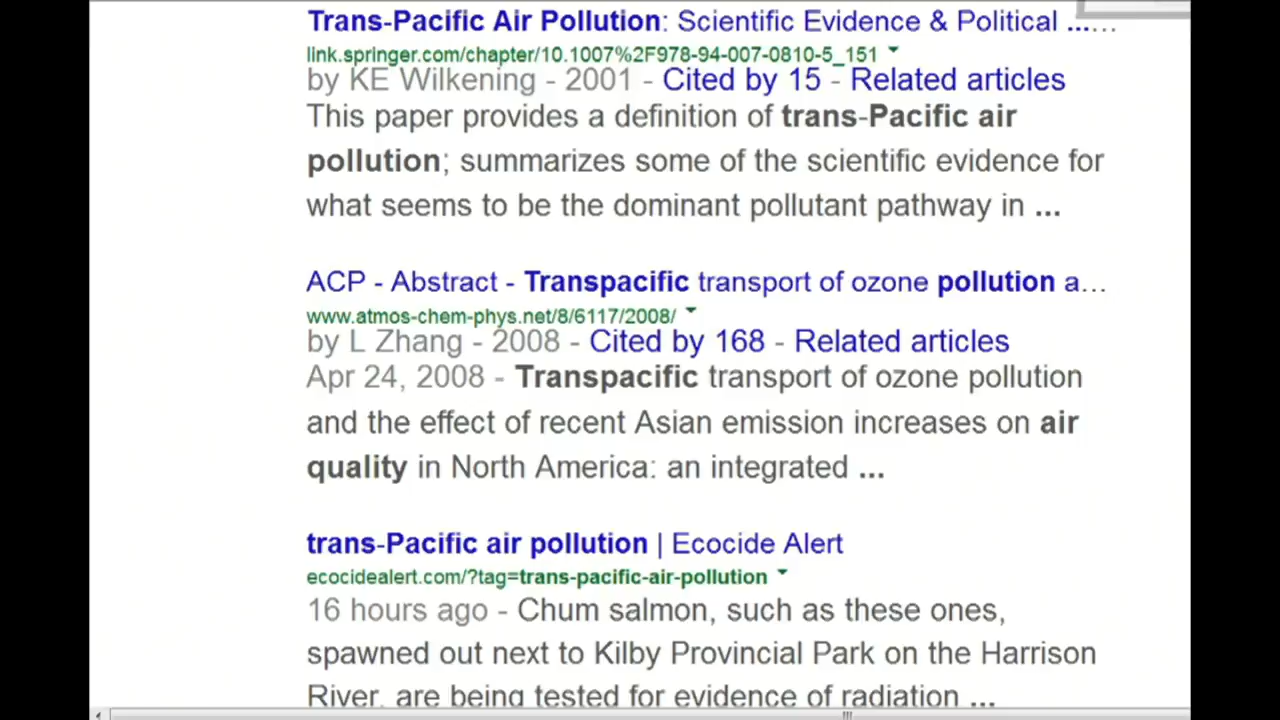 Trans-Pacific Air Pollution: Scientific Evidence & Political ......
link.springer.com/chapter/10.1007%2F978-94-007-0810-5_151
by KE Wilkening - 2001 - Cited by 15 - Related articles
This paper provides a definition of trans-Pacific air
pollution; summarizes some of the scientific evidence for
what seems to be the dominant pollutant pathway in ...
ACP - Abstract - Transpacific transport of ozone pollution a...
www.atmos-chem-phys.net/8/6117/2008/
by L Zhang - 2008 - Cited by 168 - Related articles
Apr 24, 2008 - Transpacific transport of ozone pollution
and the effect of recent Asian emission increases on air
quality in North America: an integrated ...
trans-Pacific air pollution | Ecocide Alert
ecocidealert.com/?tag=trans-pacific-air-pollution
16 hours ago - Chum salmon, such as these ones,
spawned out next to Kilby Provincial Park on the Harrison
River, are being tested for evidence of radiation ...